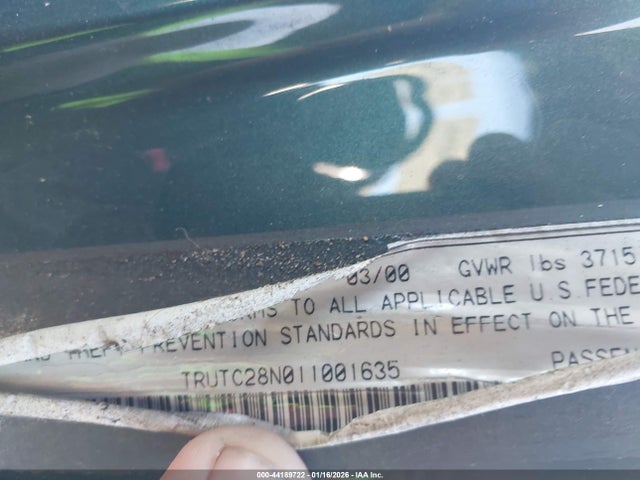 03/00 GVWR lbs 3715
TO ALL APPLICABLE U.S. FEDE
PREVENTION STANDARDS IN EFFECT ON THE
TRUTC28N011001635 PASSEN
000-44189722 - 01/16/2026 - IAA Inc.